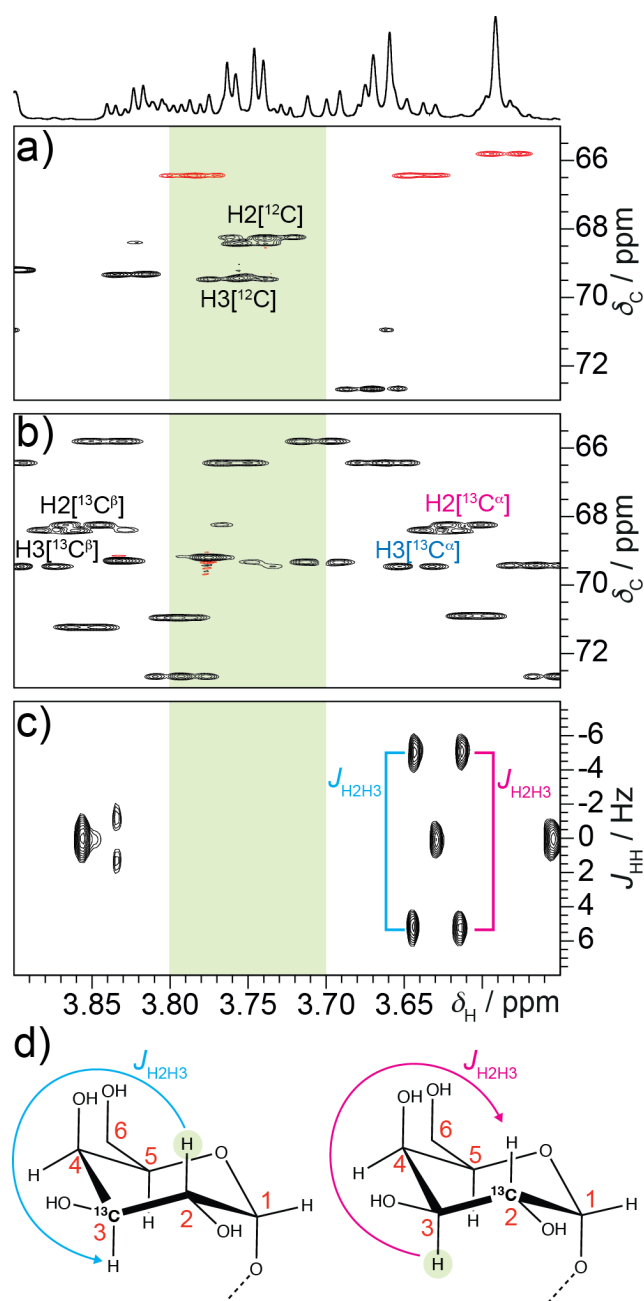 a)
66
H2[¹²C]
68
H3[¹²C]
70
72
δC / ppm
b)
66
H2[¹³Cᵝ]
H2[¹³Cᵅ]
68
H3[¹³Cᵝ]
H3[¹³Cᵅ]
70
72
δC / ppm
c)
-6
-4
JH2H3
JH2H3
-2
0
2
4
6
JHH / Hz
3.85
3.80
3.75
3.70
3.65
δH / ppm
d)
JH2H3
JH2H3
OH
OH
6
H
5
O
4
H
1
H
HO
¹³C
3
H
2
OH
H
O
OH
OH
6
H
5
O
4
H
1
H
HO
¹³C
3
H
2
OH
H
O